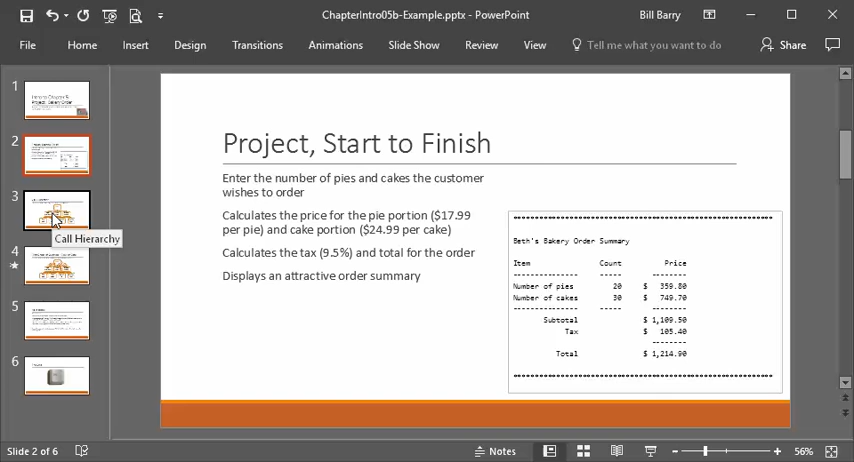 ChapterIntro05b-Example.pptx - PowerPoint
Bill Barry
File Home Insert Design Transitions Animations Slide Show Review View Tell me what you want to do Share
1
2
3
Call Hierarchy
4
5
6
Project, Start to Finish
Enter the number of pies and cakes the customer
wishes to order
Calculates the price for the pie portion ($17.99
per pie) and cake portion ($24.99 per cake)
Calculates the tax (9.5%) and total for the order
Displays an attractive order summary
Beth's Bakery Order Summary
Item Count Price
Number of pies 20 $ 359.80
Number of cakes 30 $ 749.70
Subtotal $ 1,109.50
Tax $ 105.40
Total $ 1,214.90
Slide 2 of 6
Notes
56%